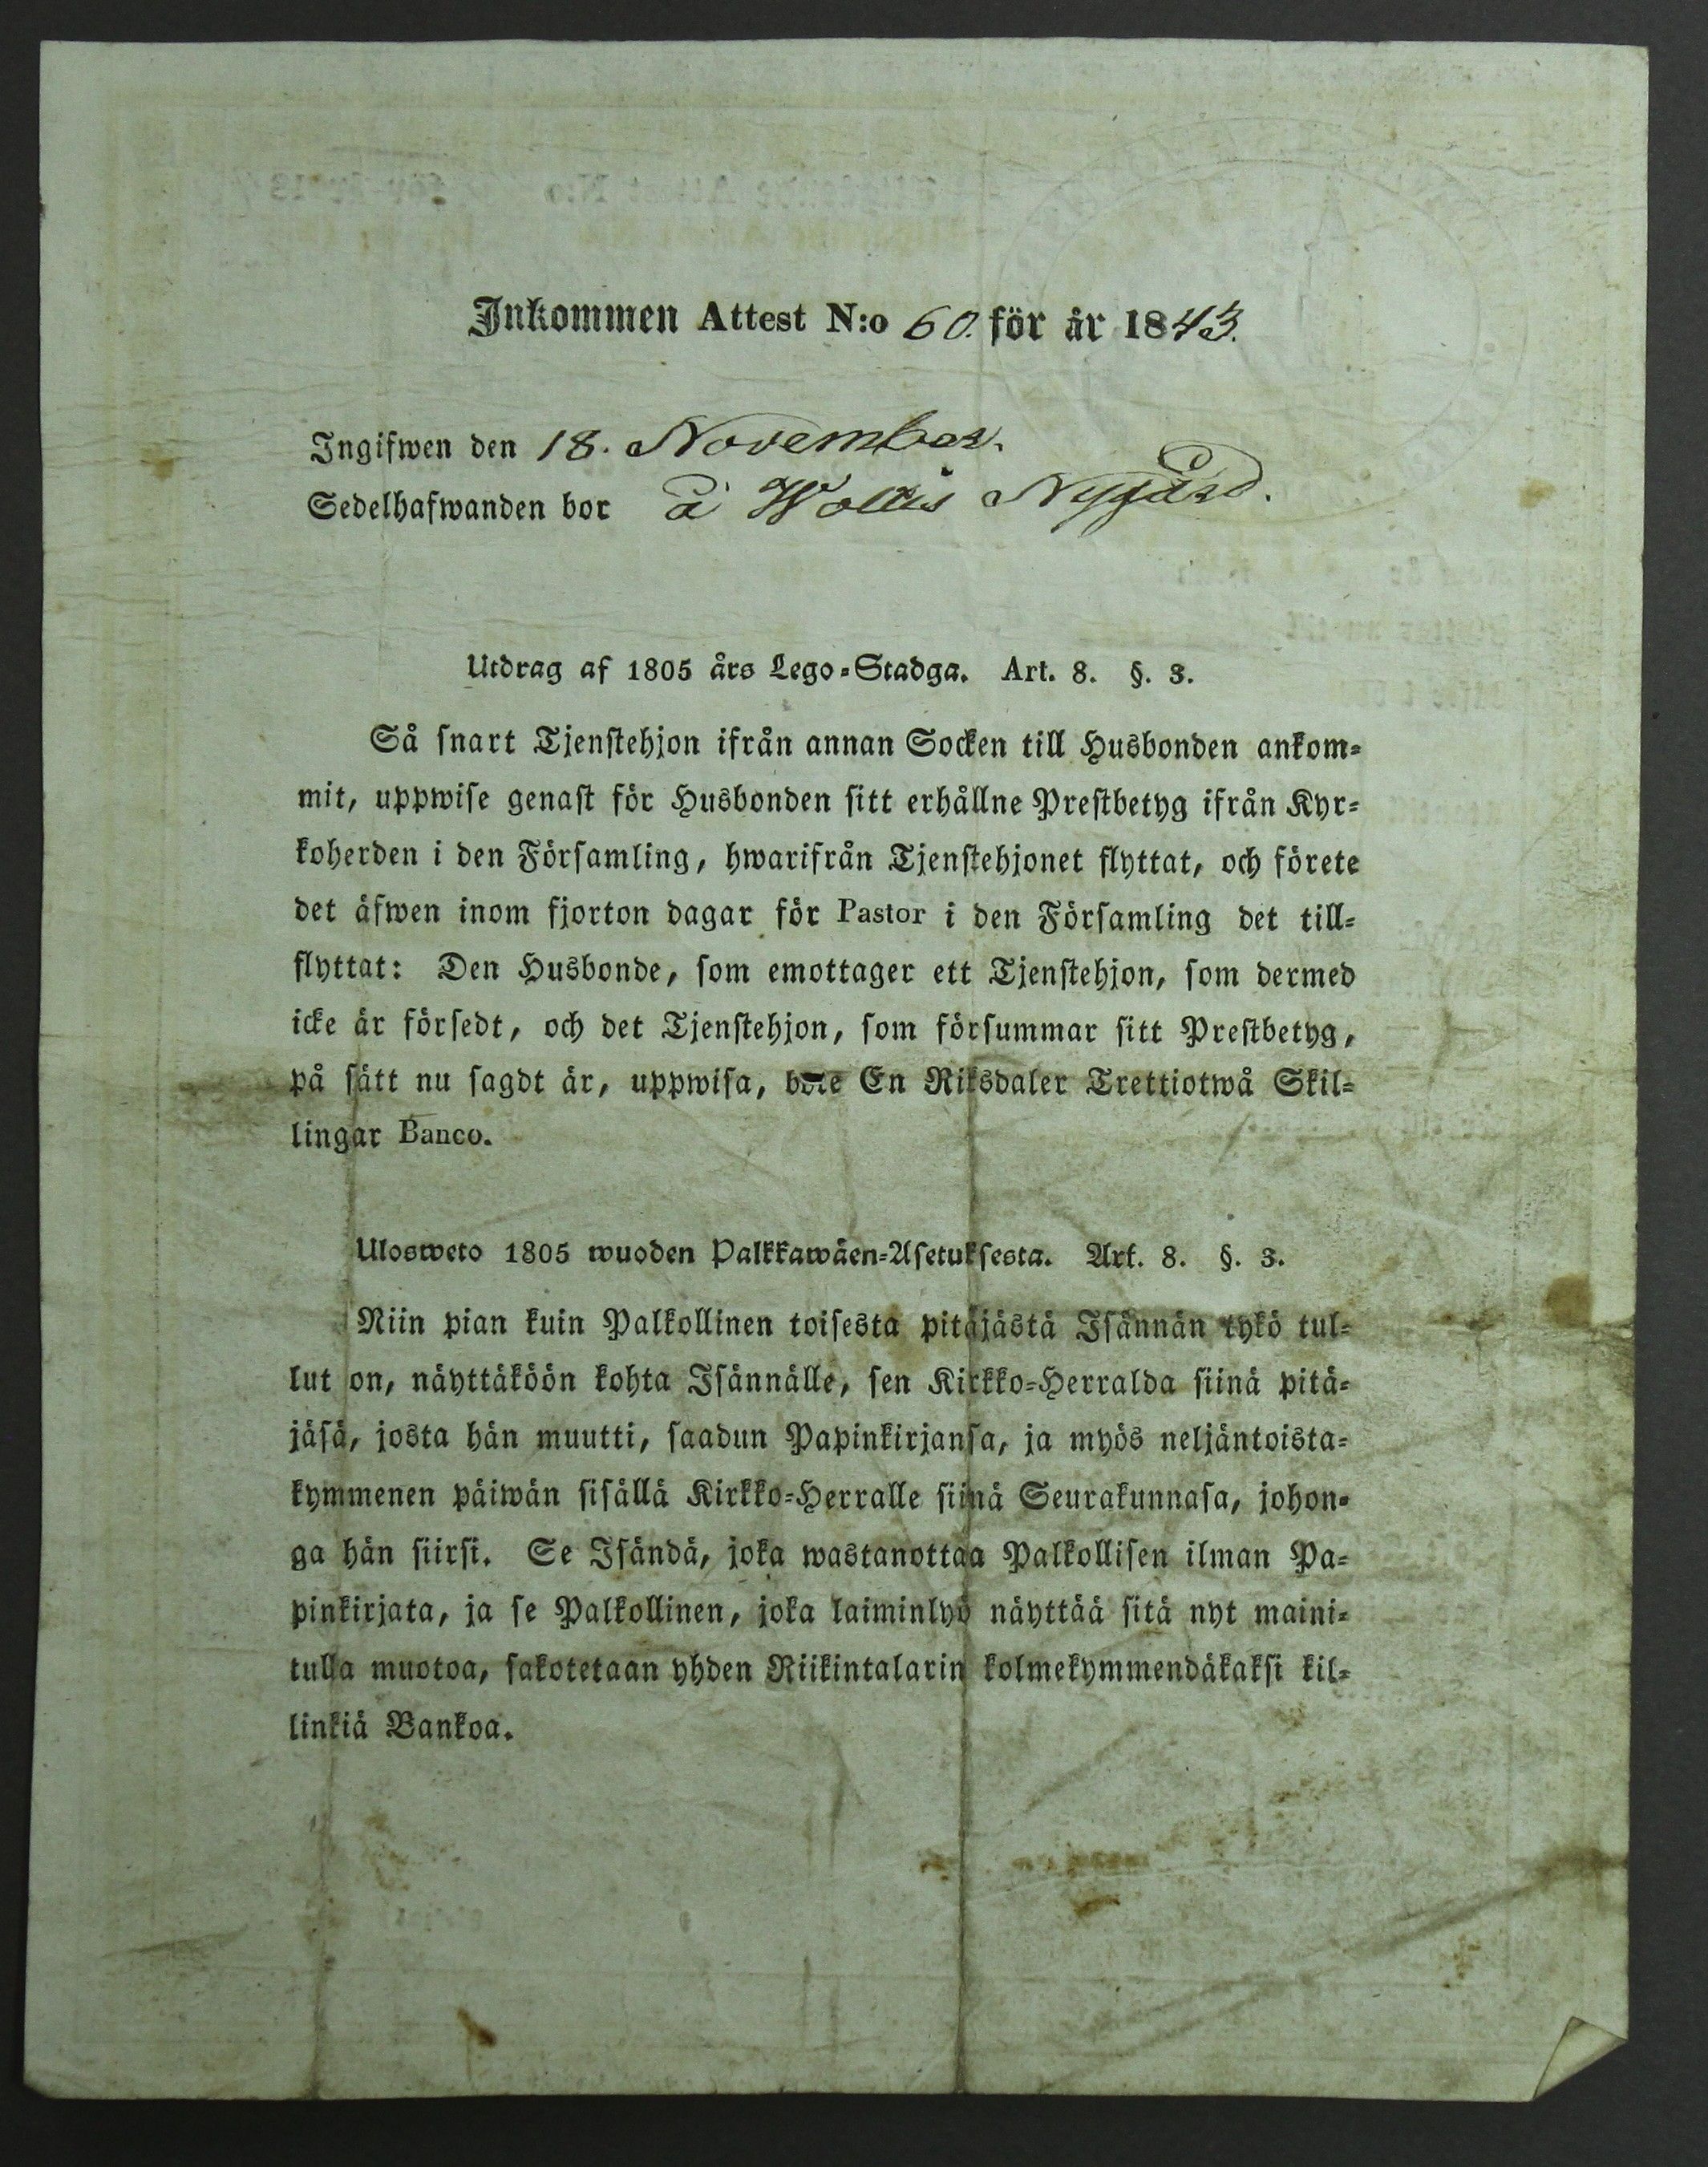 Inkommen Attest N:o 60. för år 1843.
Ingifwen den 18. November.
Sedelhafwanden bor å Wollis Nygård.
Utdrag af 1805 års Lego-Stadga. Art. 8. §. 3.
Så snart Tjenstehjon ifrån annan Socken till Husbonden ankom-
mit, uppwise genast för Husbonden sitt erhållne Prestbetyg ifrån Kyr-
koherden i den Församling, hwarifrån Tjenstehjonet flyttat, och förete
det äfwen inom fjorton dagar för Pastor i den Församling det till-
flyttat: Den Husbonde, som emottager ett Tjenstehjon, som dermed
icke är försedt, och det Tjenstehjon, som försummar sitt Prestbetyg,
på sätt nu sagdt är, uppwisa, böte En Riksdaler Trettiotwå Skil-
lingar Banco.
Ulosweto 1805 wuoden Palkkawäen-Asetuksesta. Art. 8. §. 3.
Niin pian kuin Palkollinen toisesta pitäjästä Isännän tykö tul-
lut on, näyttäköön kohta Isännälle, sen Kirkko-Herralda siinä pitä-
jäsä, josta hän muutti, saadun Papinkirjansa, ja myös neljäntoista-
kymmenen päiwän sisällä Kirkko-Herralle siinä Seurakunnasa, johon-
ga hän siirsi. Se Isändä, joka wastanottaa Palkollisen ilman Pa-
pinkirjata, ja se Palkollinen, joka laiminlyö näyttää sitä nyt maini-
tulla muotoa, sakotetaan yhden Riikintalarin kolmekymmendäkaksi kil-
linkiä Bankoa.